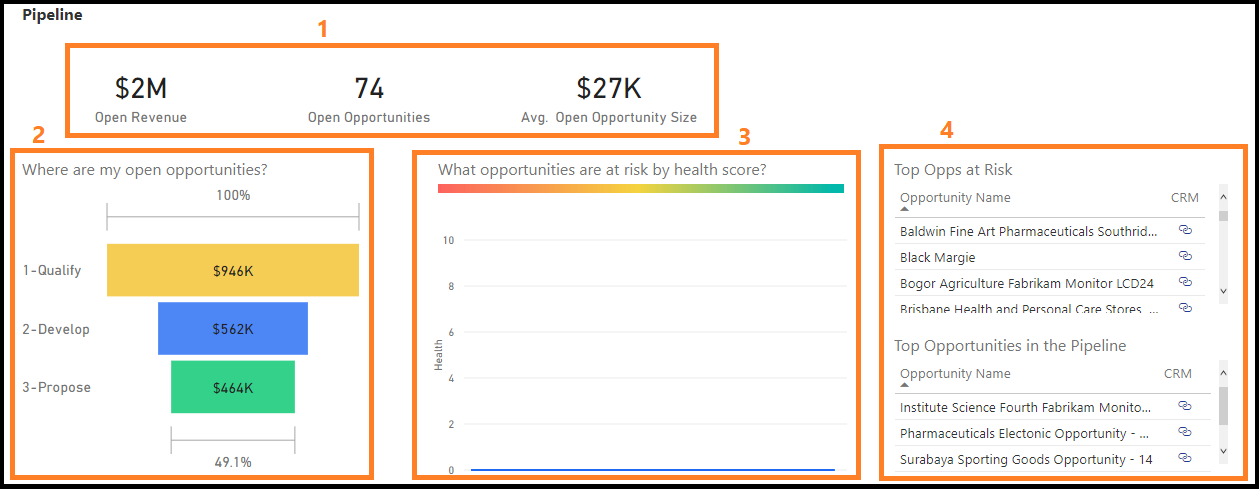 Pipeline
1
$2M
74
$27K
Open Revenue
Open Opportunities
Avg. Open Opportunity Size
2
Where are my open opportunities?
100%
1-Qualify
$946K
2-Develop
$562K
3-Propose
$464K
49.1%
3
What opportunities are at risk by health score?
10
8
6
4
2
0
Health
4
Top Opps at Risk
Opportunity Name
CRM
Baldwin Fine Art Pharmaceuticals Southrid...
Black Margie
Bogor Agriculture Fabrikam Monitor LCD24
Brisbane Health and Personal Care Stores ...
Top Opportunities in the Pipeline
Opportunity Name
CRM
Institute Science Fourth Fabrikam Monito...
Pharmaceuticals Electonic Opportunity - ...
Surabaya Sporting Goods Opportunity - 14